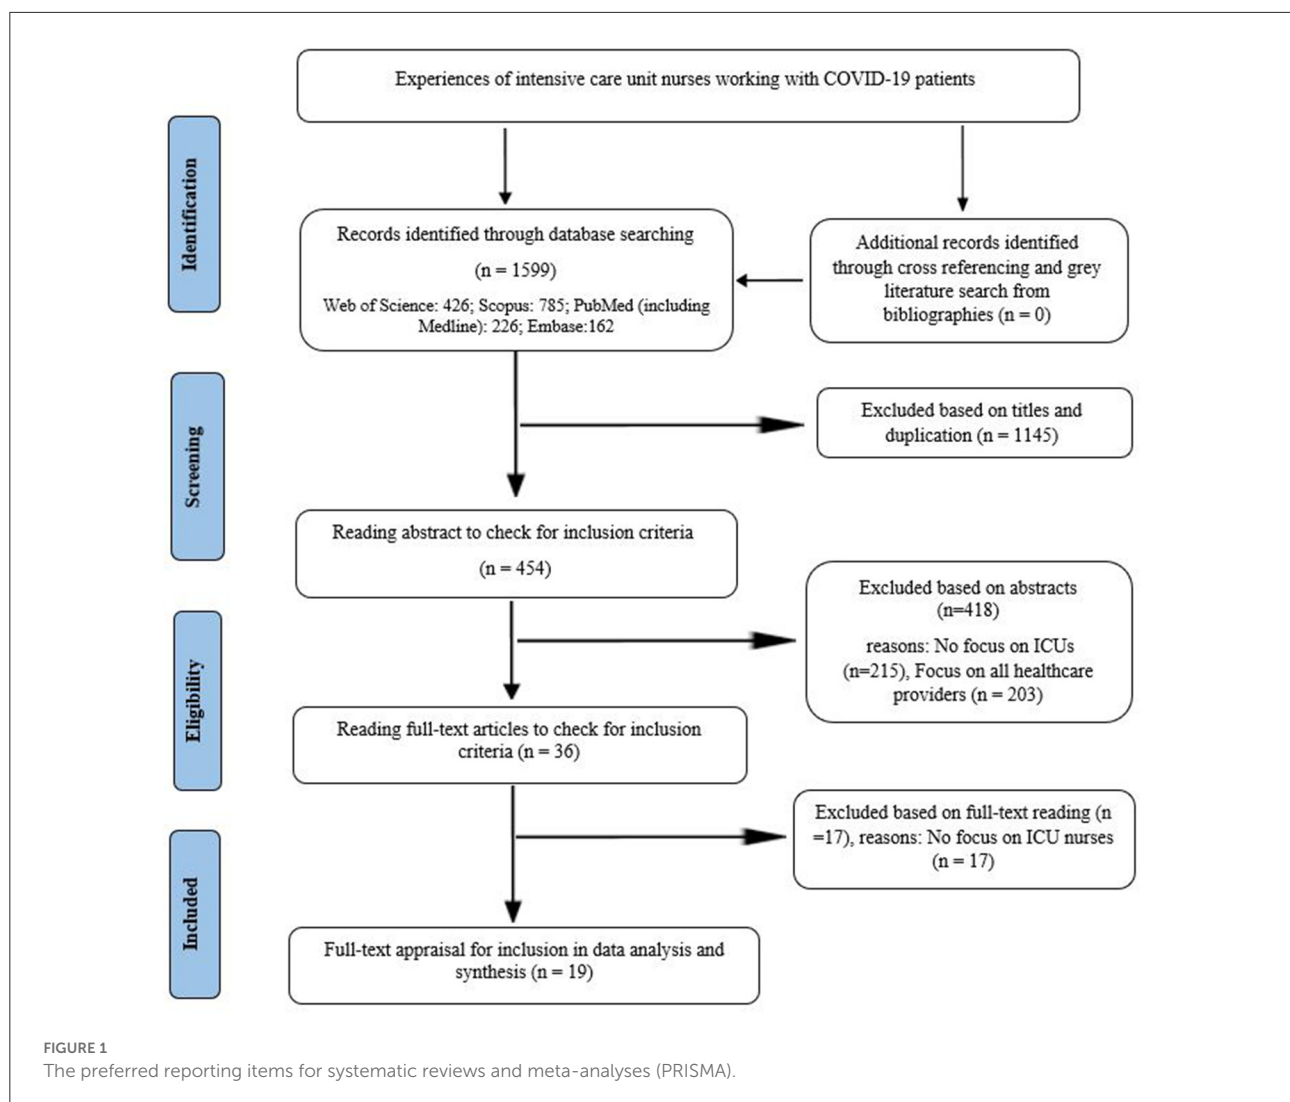 Experiences of intensive care unit nurses working with COVID-19 patients
Identification
Records identified through database searching
(n = 1599)
Web of Science: 426; Scopus: 785; PubMed (including
Medline): 226; Embase:162
Additional records identified
through cross referencing and grey
literature search from
bibliographies (n = 0)
Screening
Excluded based on titles and
duplication (n = 1145)
Reading abstract to check for inclusion criteria
(n = 454)
Eligibility
Excluded based on abstracts
(n=418)
reasons: No focus on ICUs
(n=215), Focus on all healthcare
providers (n = 203)
Reading full-text articles to check for inclusion
criteria (n = 36)
Included
Excluded based on full-text reading (n
=17), reasons: No focus on ICU nurses
(n = 17)
Full-text appraisal for inclusion in data analysis and
synthesis (n = 19)
FIGURE 1
The preferred reporting items for systematic reviews and meta-analyses (PRISMA).